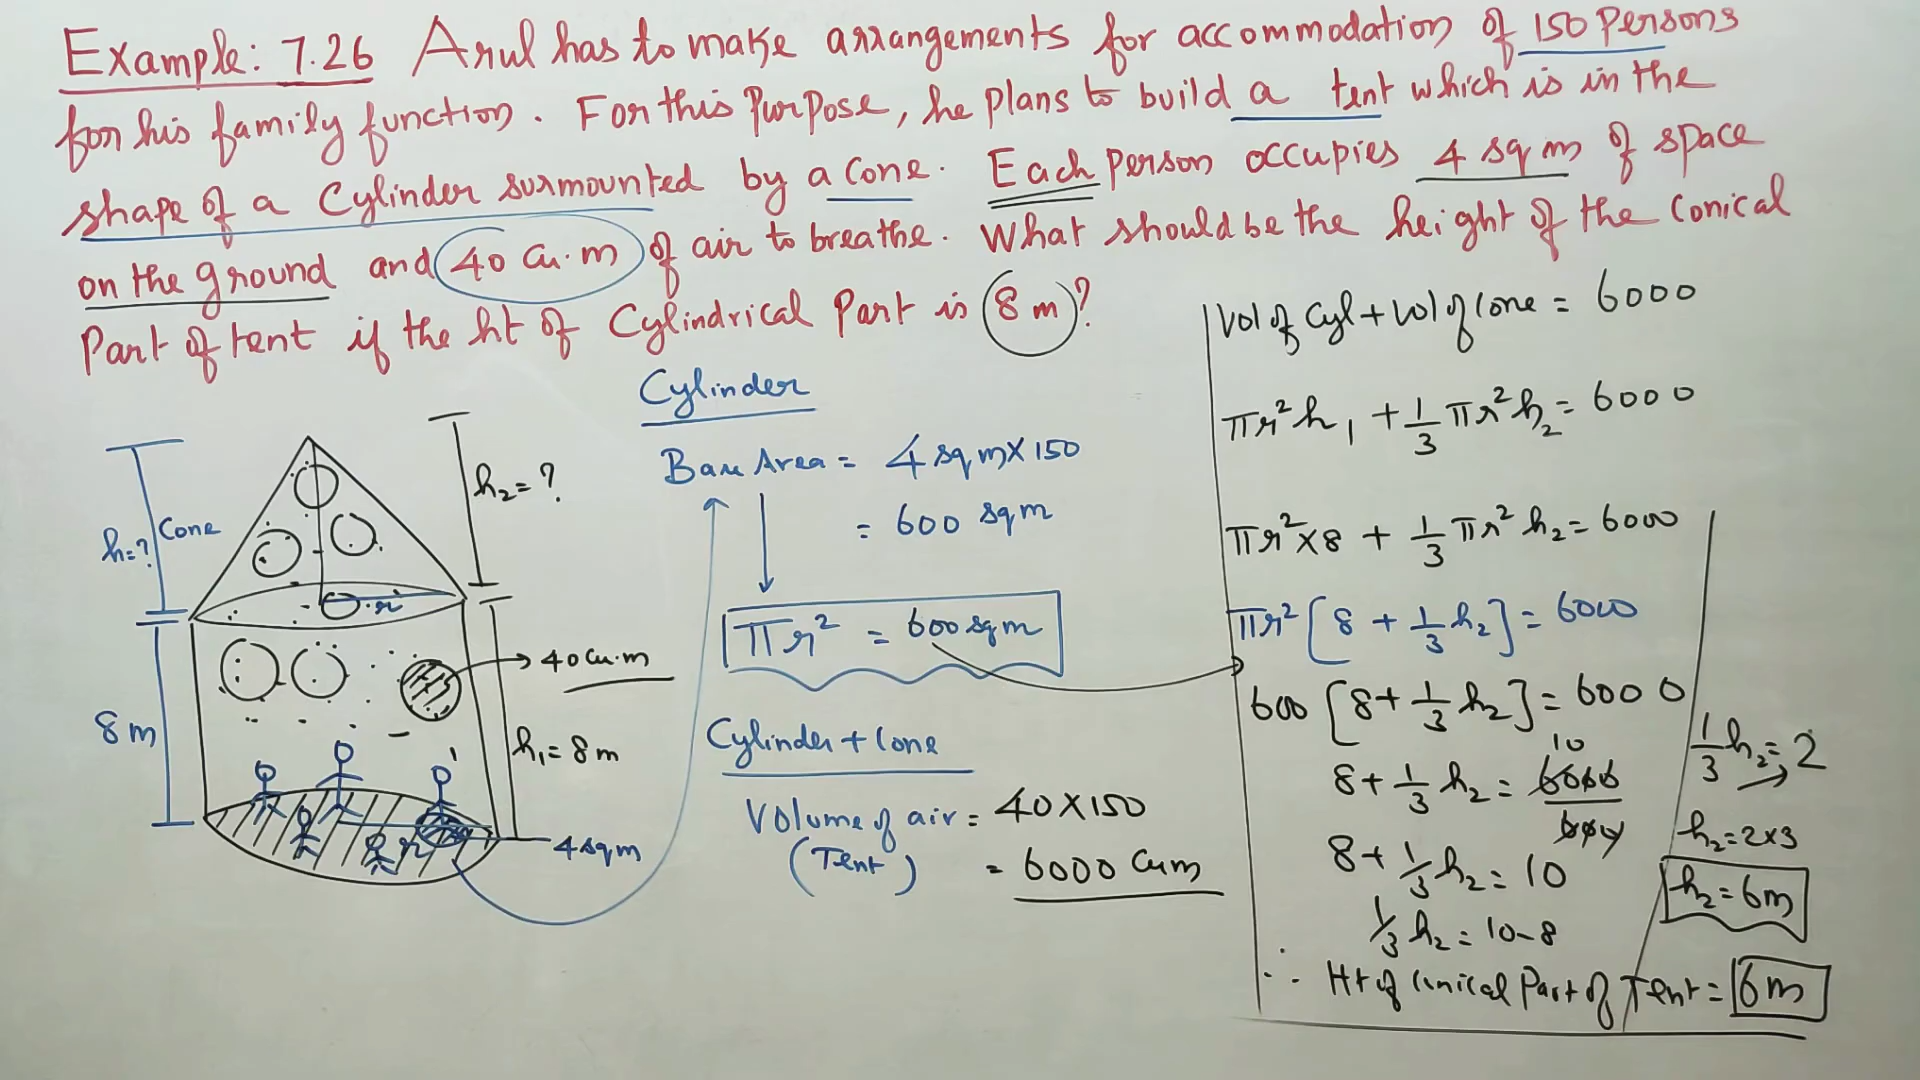 Example: 7.26 Arul has to make arrangements for accommodation of 150 persons
for his family function. For this purpose, he plans to build a tent which is in the
shape of a cylinder surmounted by a cone. Each person occupies 4 sq m of space
on the ground and 40 cu.m of air to breathe. What should be the height of the conical
Part of tent if the ht of Cylindrical Part is 8 m?
h=?
Cone
h₂=?
r
8 m
40 cu.m
h₁=8m
r
4 sq m
Cylinder
Base Area = 4 sq m × 150
= 600 sq m
πr² = 600 sq m
Cylinder + Cone
Volume of air = 40 × 150
(Tent) = 6000 cu m
Vol of Cyl + Vol of Cone = 6000
πr²h₁ + 1/3 πr²h₂ = 6000
πr² × 8 + 1/3 πr² h₂ = 6000
πr² [8 + 1/3 h₂] = 6000
600 [8 + 1/3 h₂] = 6000
10
8 + 1/3 h₂ = 6000/600
8 + 1/3 h₂ = 10
1/3 h₂ = 10-8
1/3 h₂ = 2
h₂ = 2×3
h₂ = 6m
∴ Ht of Conical Part of Tent = 6m